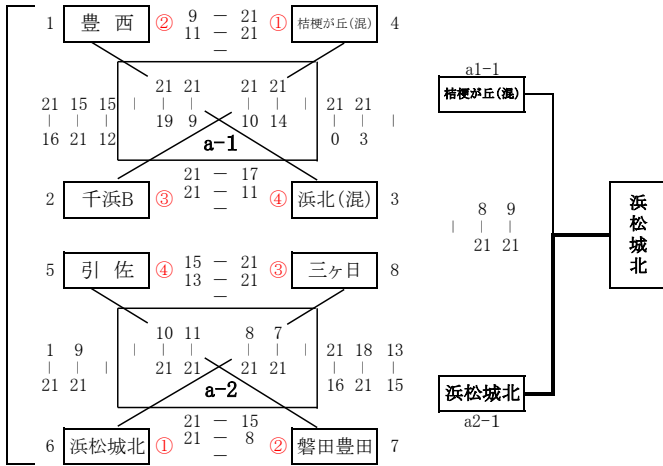 1 豊 西 ② 9 － 21 ① 桔梗が丘(混) 4
11 － 21
－
21 15 15 | 21 21 21 21 | 21 21
| | | | | | | | | |
16 21 12 19 9 10 14 0 3
a-1
21 － 17
2 千浜B ③ 21 － 11 ④ 浜北(混) 3
－
5 引 佐 ④ 15 － 21 ③ 三ヶ日 8
13 － 21
－
1 9 | 10 11 8 7 | 21 18 13
| | | | | | | | | |
21 21 21 21 21 21 16 21 15
a-2
21 － 15
6 浜松城北 ① 21 － 8 ② 磐田豊田 7
－
a1-1
桔梗が丘(混)
8 9
| | |
21 21
浜松城北
a2-1
浜松城北